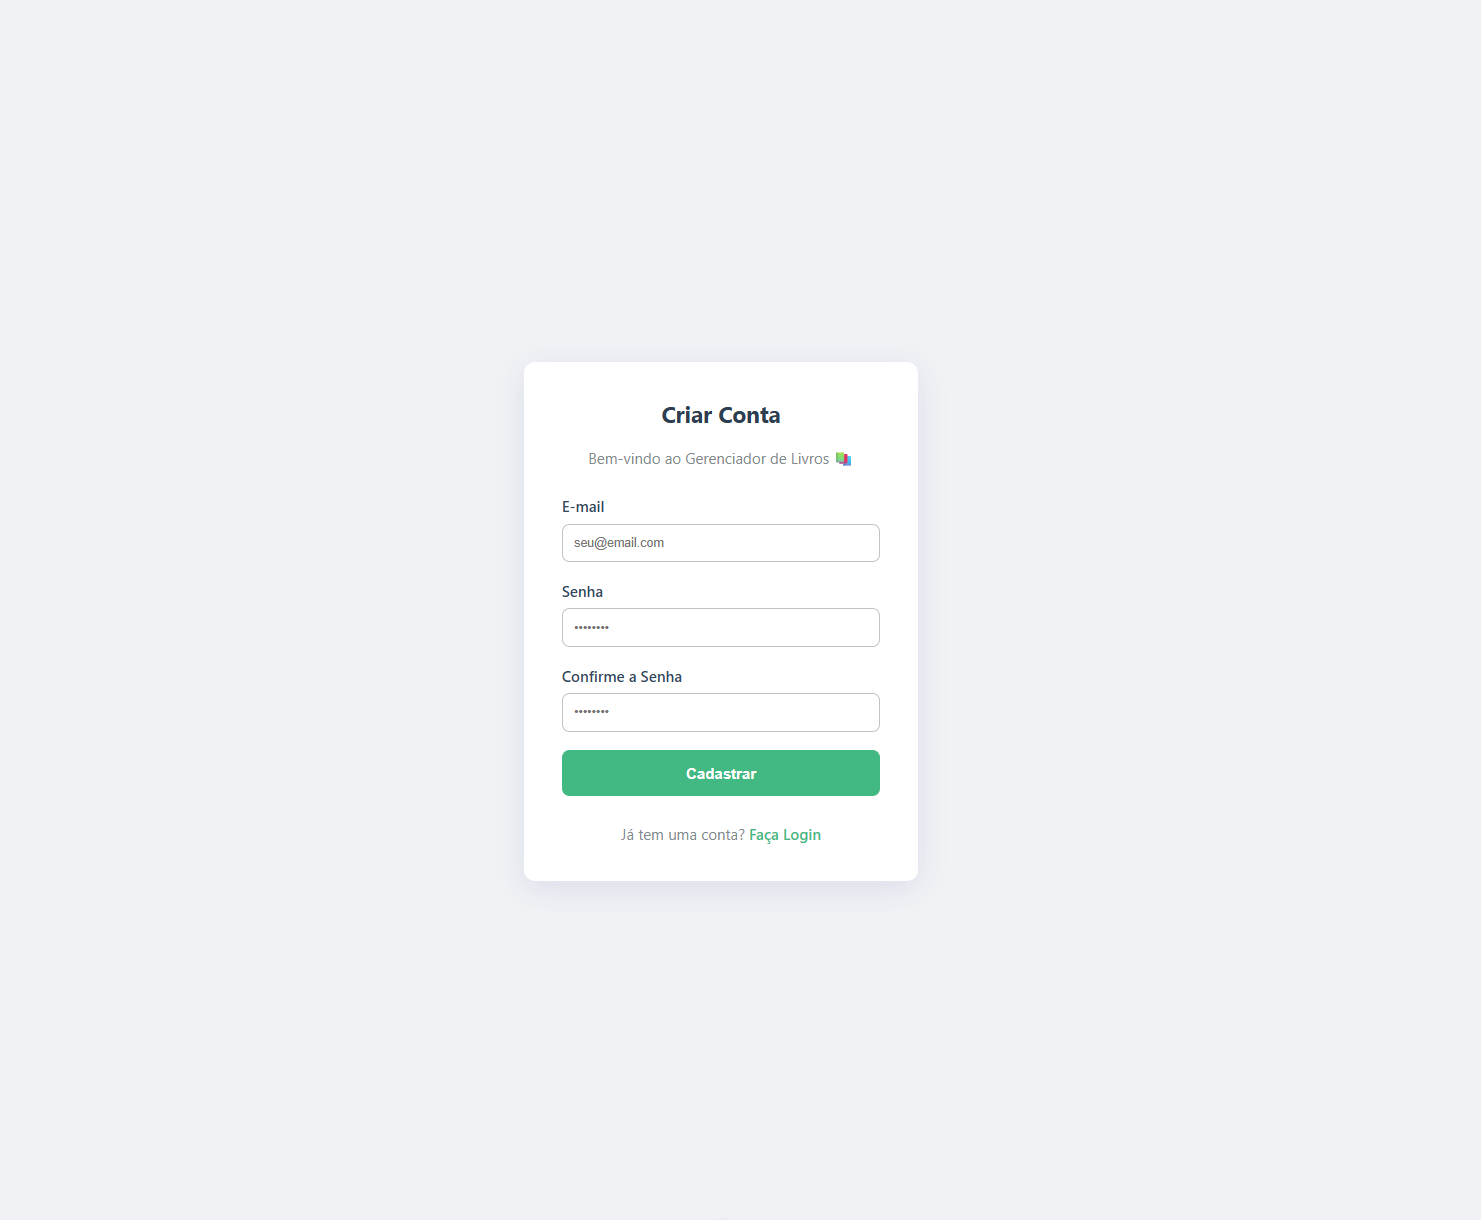 Criar Conta
Bem-vindo ao Gerenciador de Livros 📚
E-mail
seu@email.com
Senha
••••••••
Confirme a Senha
••••••••
Cadastrar
Já tem uma conta? Faça Login